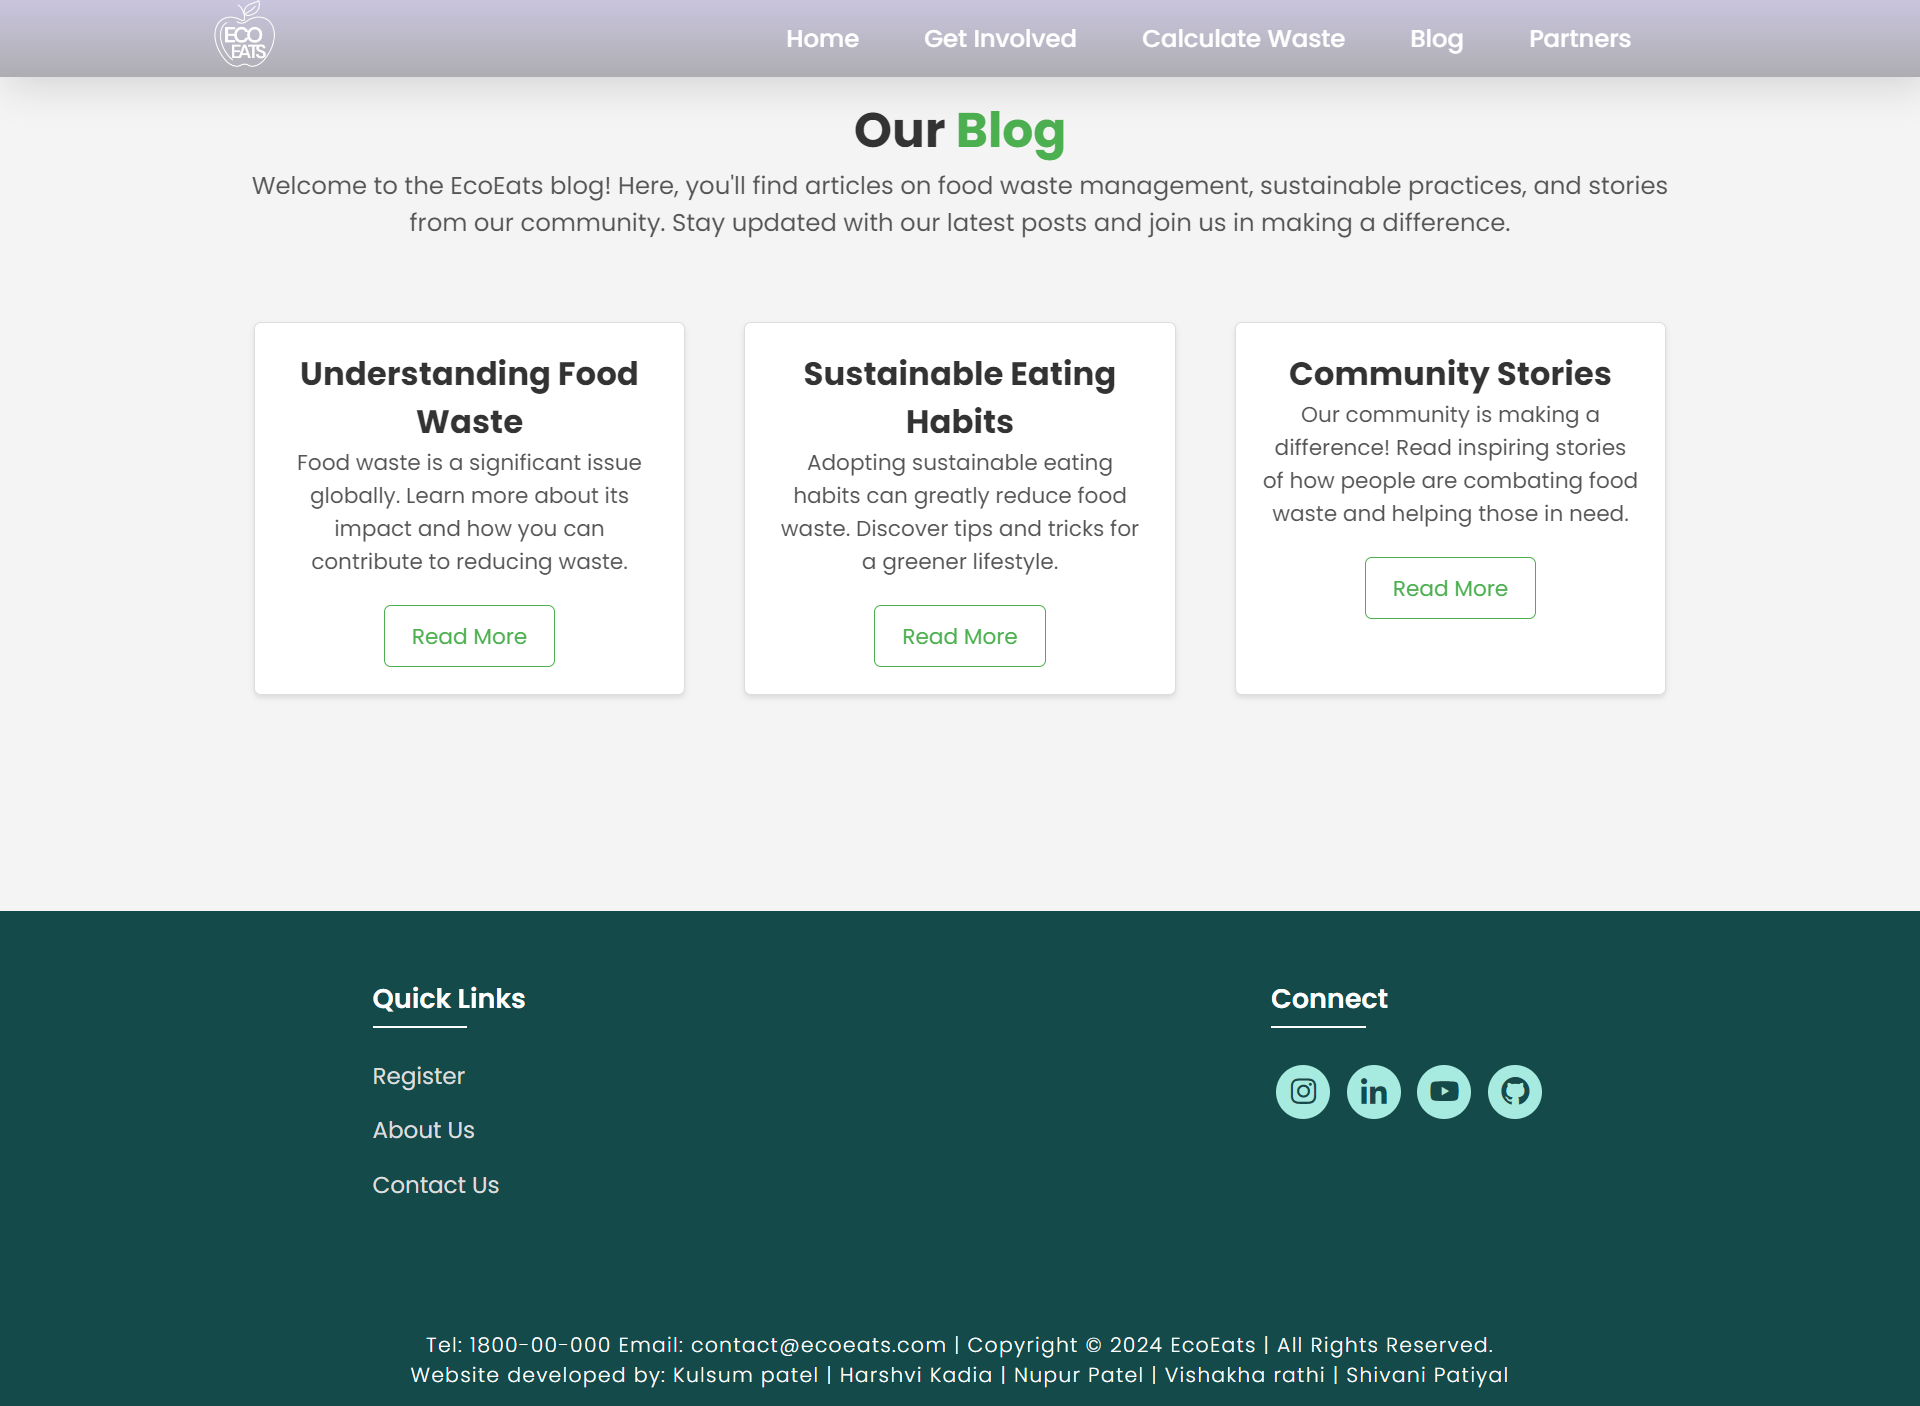 ECO
EATS
Home
Get Involved
Calculate Waste
Blog
Partners
Our Blog
Welcome to the EcoEats blog! Here, you'll find articles on food waste management, sustainable practices, and stories
from our community. Stay updated with our latest posts and join us in making a difference.
Understanding Food
Waste
Food waste is a significant issue
globally. Learn more about its
impact and how you can
contribute to reducing waste.
Read More
Sustainable Eating
Habits
Adopting sustainable eating
habits can greatly reduce food
waste. Discover tips and tricks for
a greener lifestyle.
Read More
Community Stories
Our community is making a
difference! Read inspiring stories
of how people are combating food
waste and helping those in need.
Read More
Quick Links
Register
About Us
Contact Us
Connect
in
Tel: 1800-00-000 Email: contact@ecoeats.com | Copyright © 2024 EcoEats | All Rights Reserved.
Website developed by: Kulsum patel | Harshvi Kadia | Nupur Patel | Vishakha rathi | Shivani Patiyal